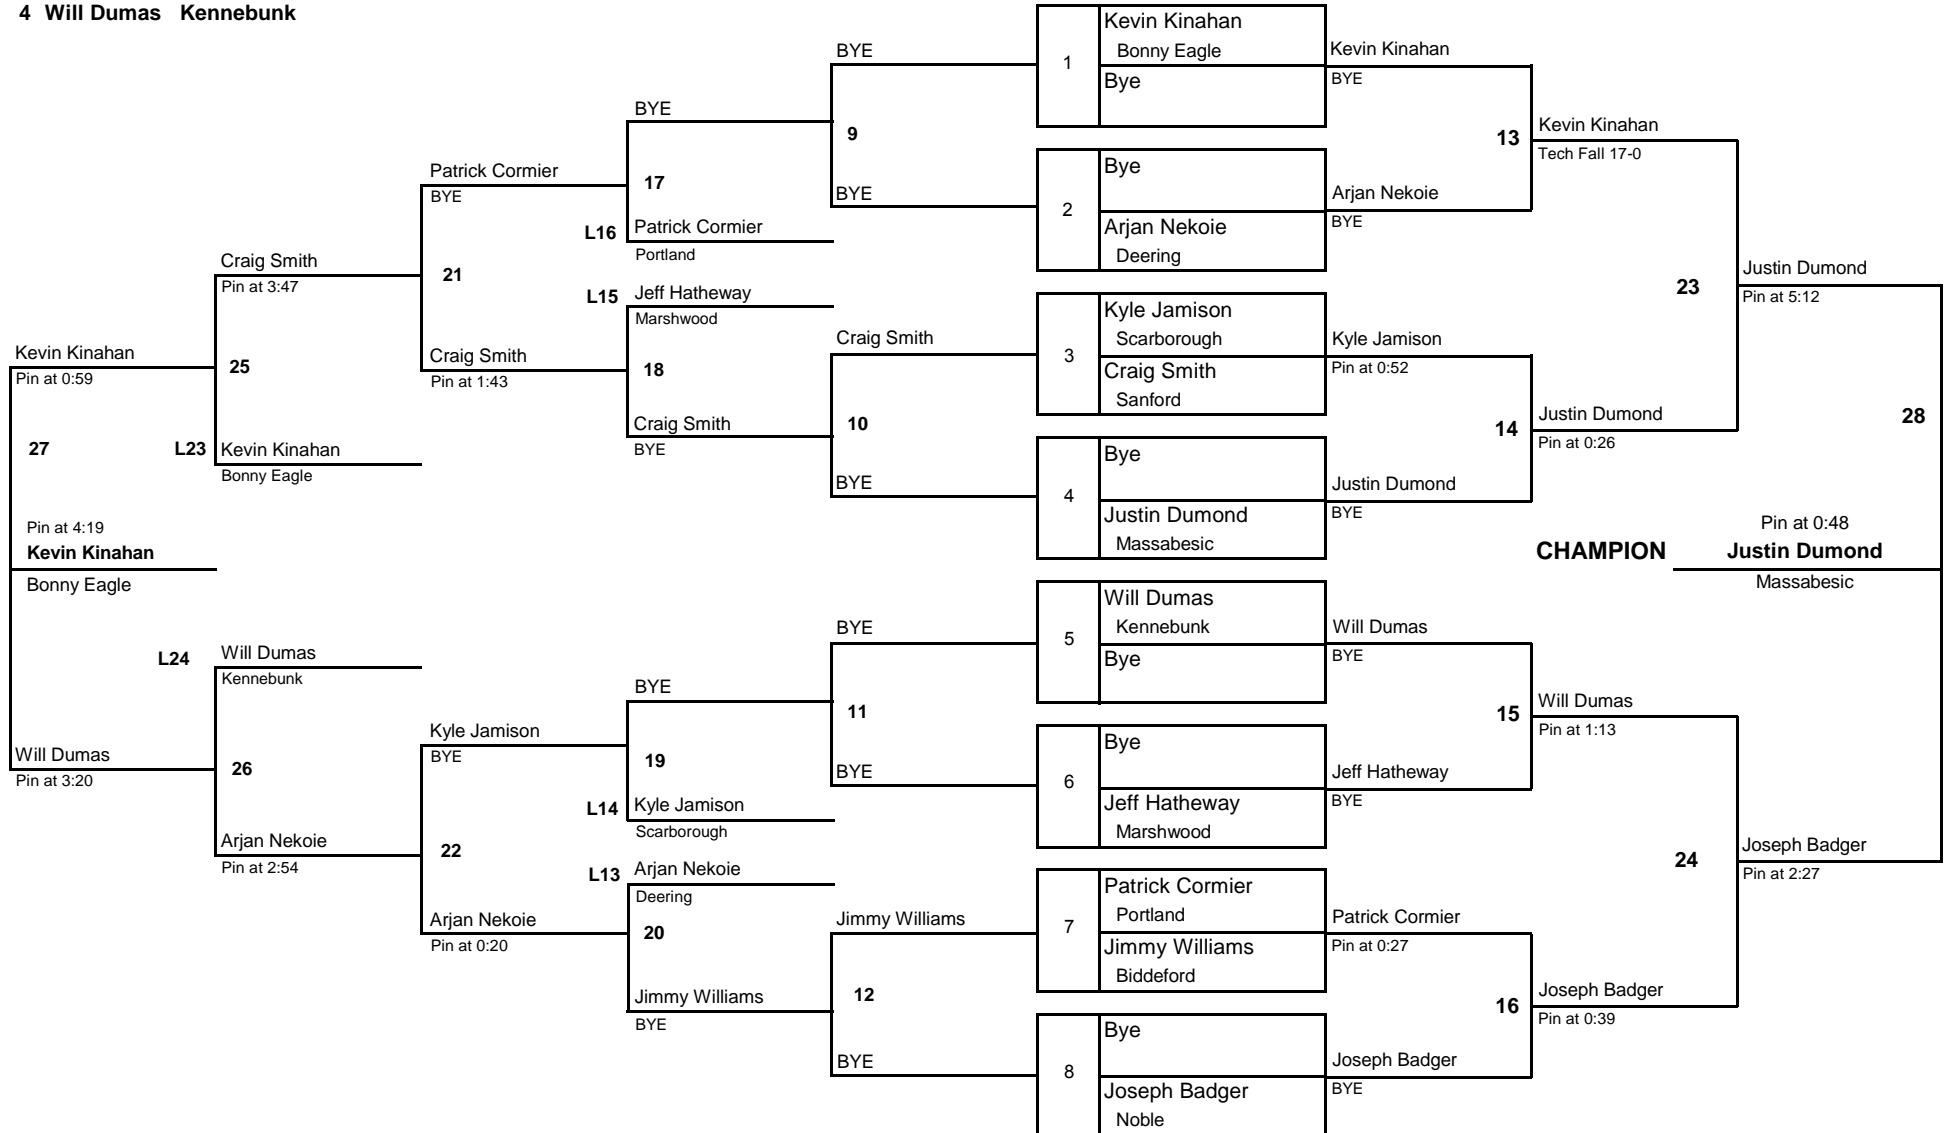 4 Will Dumas Kennebunk
Kevin Kinahan
BYE
Bonny Eagle
Kevin Kinahan
1
Bye
BYE
BYE
9
13
Kevin Kinahan
Tech Fall 17-0
Patrick Cormier
BYE
17
BYE
Bye
Arjan Nekoie
2
BYE
L16
Patrick Cormier
Arjan Nekoie
Portland
Deering
Craig Smith
Pin at 3:47
21
Justin Dumond
Pin at 5:12
23
L15
Jeff Hatheway
Marshwood
Kyle Jamison
Scarborough
Craig Smith
Kyle Jamison
Kevin Kinahan
Pin at 0:59
25
Craig Smith
Pin at 1:43
18
3
Pin at 0:52
Craig Smith
Sanford
Craig Smith
BYE
10
14
Justin Dumond
Pin at 0:26
28
27
L23
Kevin Kinahan
Bonny Eagle
Bye
BYE
4
Justin Dumond
BYE
Justin Dumond
Massabesic
Pin at 4:19
Kevin Kinahan
Bonny Eagle
Pin at 0:48
CHAMPION
Justin Dumond
Massabesic
Will Dumas
Kennebunk
BYE
5
Will Dumas
BYE
Bye
L24
Will Dumas
Kennebunk
BYE
11
15
Will Dumas
Pin at 1:13
Kyle Jamison
BYE
Bye
Will Dumas
Pin at 3:20
26
19
BYE
6
Jeff Hatheway
BYE
L14
Kyle Jamison
Scarborough
Jeff Hatheway
Marshwood
Arjan Nekoie
Pin at 2:54
22
24
Joseph Badger
Pin at 2:27
L13
Arjan Nekoie
Deering
Patrick Cormier
Portland
Arjan Nekoie
Pin at 0:20
20
Jimmy Williams
7
Patrick Cormier
Pin at 0:27
Jimmy Williams
Biddeford
Jimmy Williams
BYE
12
16
Joseph Badger
Pin at 0:39
Bye
BYE
8
Joseph Badger
BYE
Joseph Badger
Noble